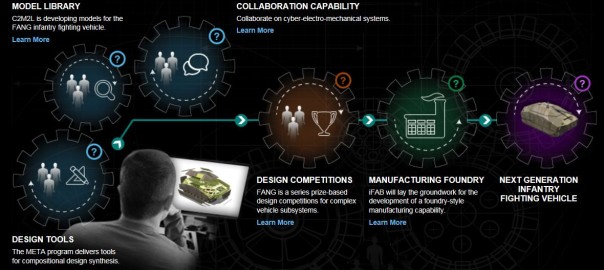 MODEL LIBRARY
C2M2L is developing models for the
FANG infantry fighting vehicle.
Learn More
COLLABORATION CAPABILITY
Collaborate on cyber-electro-mechanical systems.
Learn More
?
?
?
?
?
?
DESIGN TOOLS
The META program delivers tools
for compositional design synthesis.
DESIGN COMPETITIONS
FANG is a series prize-based
design competitions for complex
vehicle subsystems.
Learn More
MANUFACTURING FOUNDRY
iFAB will lay the groundwork for the
development of a foundry-style
manufacturing capability.
Learn More
NEXT GENERATION
INFANTRY
FIGHTING VEHICLE